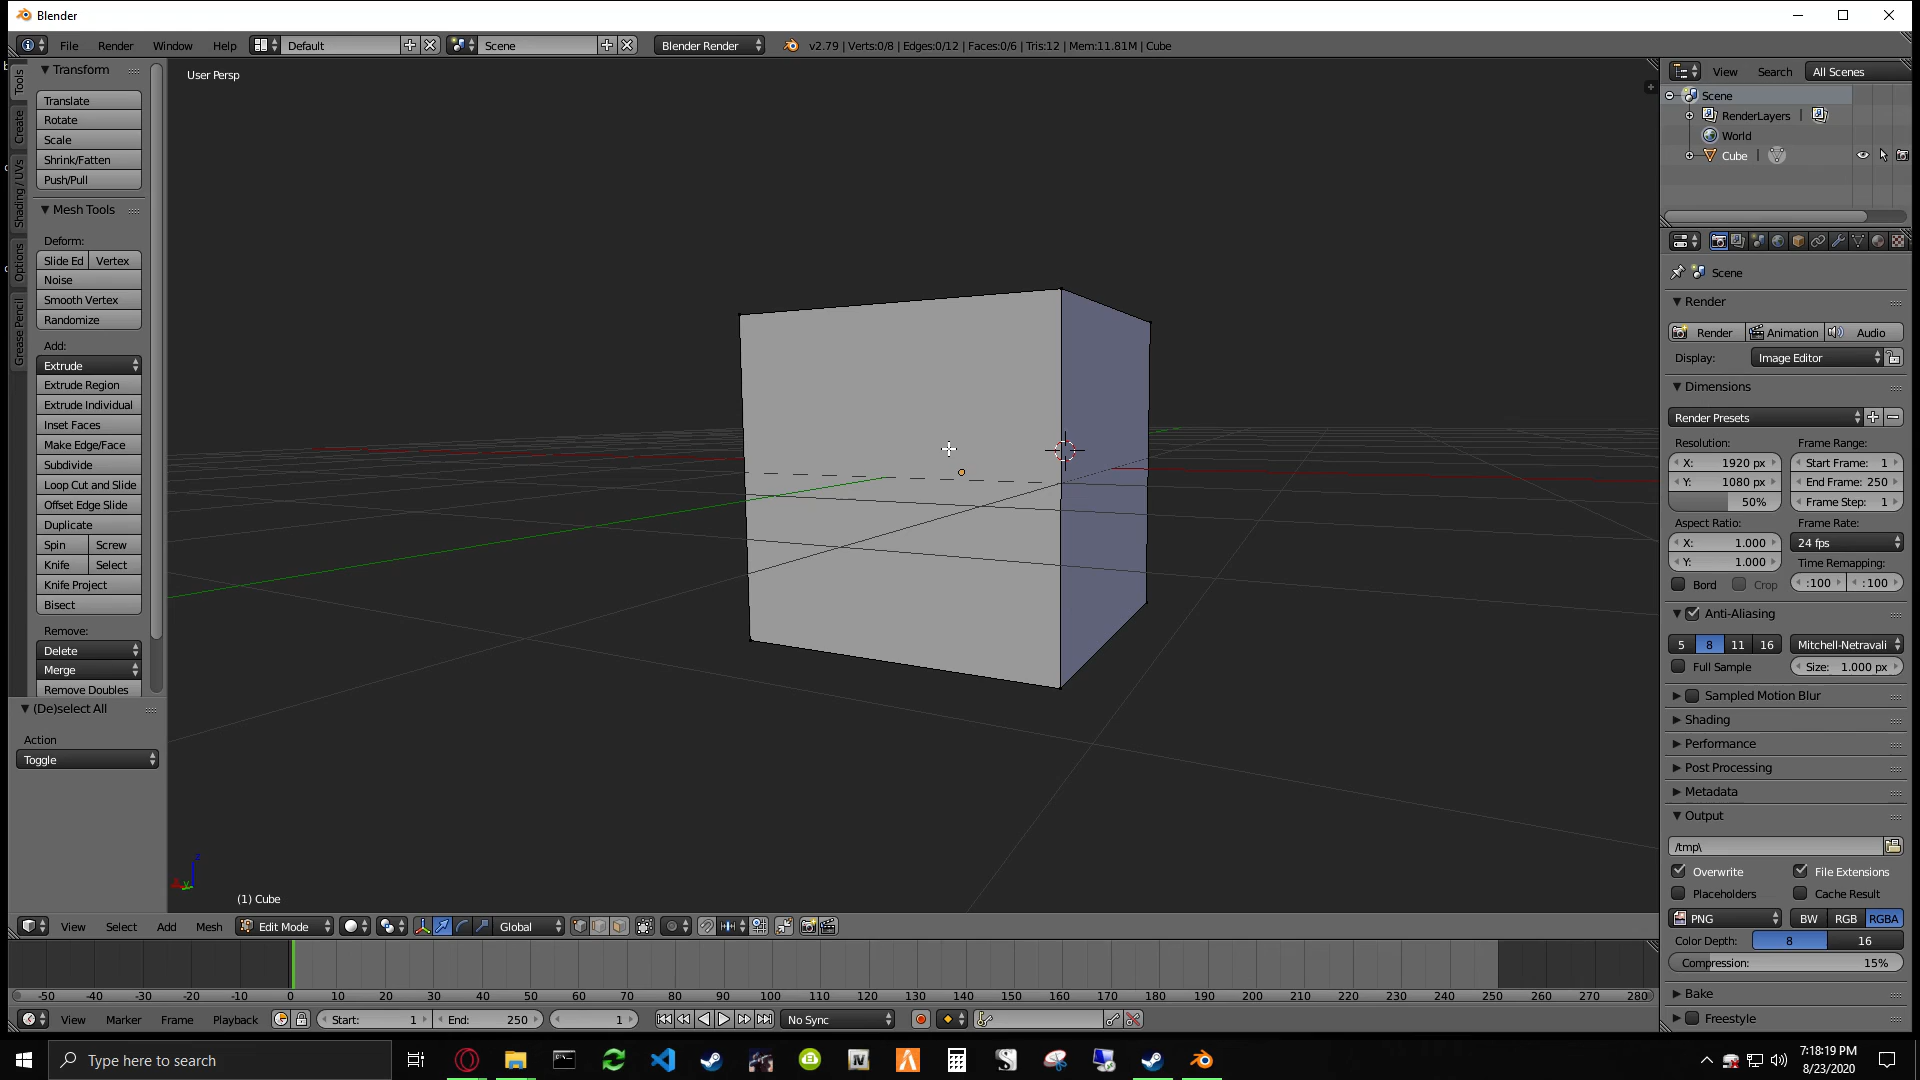 Blender
File Render Window Help Default Scene Blender Render v2.79 | Verts:0/8 | Edges:0/12 | Faces:0/6 | Tris:12 | Mem:11.81M | Cube
Tools
Create
Shading / UVs
Options
Grease Pencil
Transform
Translate
Rotate
Scale
Shrink/Fatten
Push/Pull
Mesh Tools
Deform:
Slide Ed Vertex
Noise
Smooth Vertex
Randomize
Add:
Extrude
Extrude Region
Extrude Individual
Inset Faces
Make Edge/Face
Subdivide
Loop Cut and Slide
Offset Edge Slide
Duplicate
Spin Screw
Knife Select
Knife Project
Bisect
Remove:
Delete
Merge
Remove Doubles
(De)select All
Action
Toggle
User Persp
z
x
y
(1) Cube
View Select Add Mesh Edit Mode Global
-50 -40 -30 -20 -10 0 10 20 30 40 50 60 70 80 90 100 110 120 130 140 150 160 170 180 190 200 210 220 230 240 250 260 270 280
View Marker Frame Playback Start: 1 End: 250 1 No Sync
View Search All Scenes
Scene
RenderLayers |
World
Cube |
Scene
Render
Render Animation Audio
Display: Image Editor
Dimensions
Render Presets
Resolution: Frame Range:
X: 1920 px Start Frame: 1
Y: 1080 px End Frame: 250
50% Frame Step: 1
Aspect Ratio: Frame Rate:
X: 1.000 24 fps
Y: 1.000 Time Remapping:
Bord Crop :100 :100
Anti-Aliasing
5 8 11 16 Mitchell-Netravali
Full Sample Size: 1.000 px
Sampled Motion Blur
Shading
Performance
Post Processing
Metadata
Output
/tmp\
Overwrite File Extensions
Placeholders Cache Result
PNG BW RGB RGBA
Color Depth: 8 16
Compression: 15%
Bake
Freestyle
Type here to search
7:18:19 PM
8/23/2020